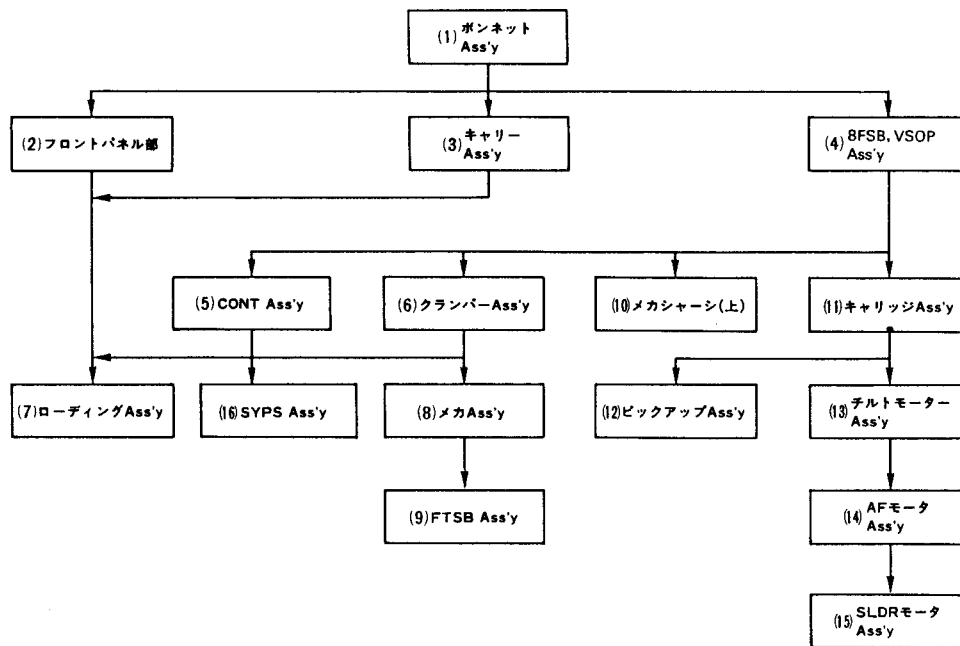 (1) ボンネット
Ass'y
(2) フロントパネル部
(3) キャリー
Ass'y
(4) 8FSB, VSOP
Ass'y
(5) CONT Ass'y
(6) クランパーAss'y
(10) メカシャーシ(上)
(11) キャリッジAss'y
(7) ローディングAss'y
(16) SYPS Ass'y
(8) メカAss'y
(12) ピックアップAss'y
(13) チルトモーター
Ass'y
(9) FTSB Ass'y
(14) AFモータ
Ass'y
(15) SLDRモータ
Ass'y